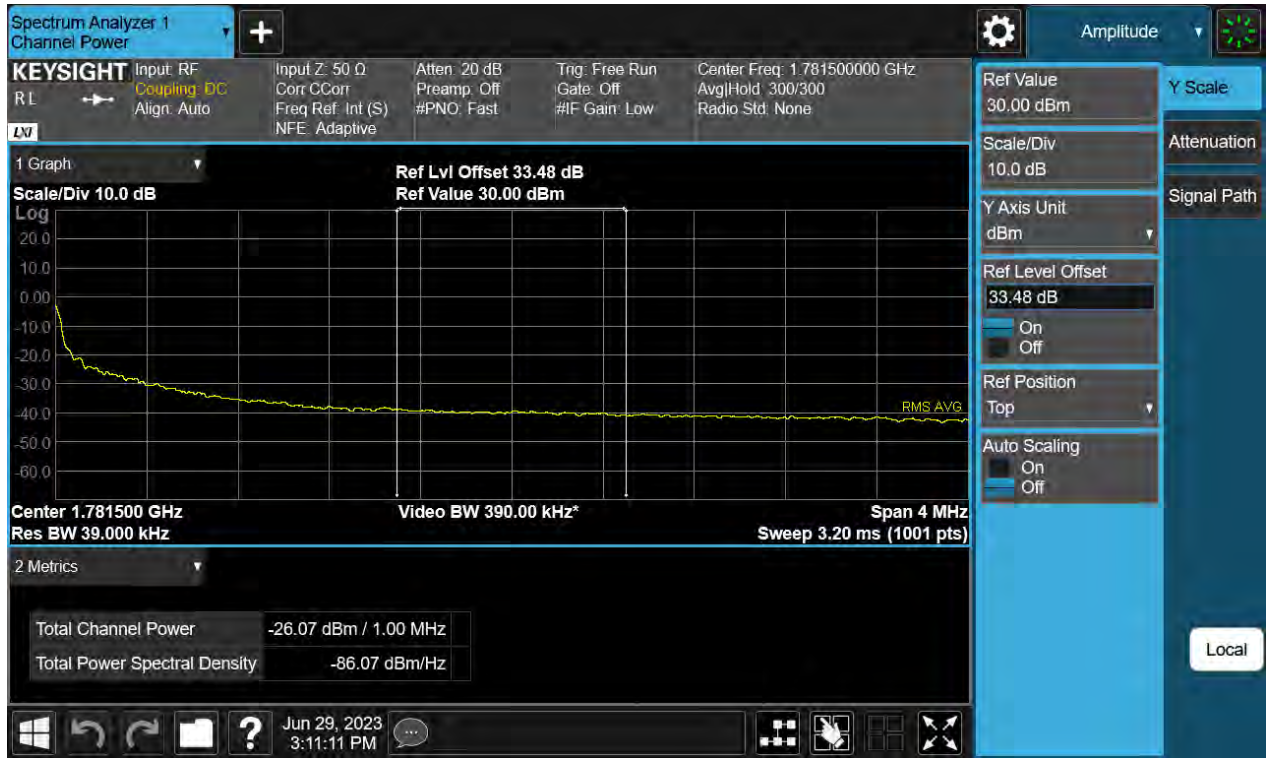 Spectrum Analyzer 1
Channel Power
+
Amplitude
KEYSIGHT
RL
LXI
Input: RF
Coupling: DC
Align: Auto
Input Z: 50 Ω
Corr CCorr
Freq Ref: Int (S)
NFE: Adaptive
Atten: 20 dB
Preamp: Off
#PNO: Fast
Trig: Free Run
Gate: Off
#IF Gain: Low
Center Freq: 1.781500000 GHz
Avg|Hold: 300/300
Radio Std: None
1 Graph
Scale/Div 10.0 dB
Ref Lvl Offset 33.48 dB
Ref Value 30.00 dBm
Log
20.0
10.0
0.00
-10.0
-20.0
-30.0
-40.0
-50.0
-60.0
RMS AVG
Center 1.781500 GHz
Res BW 39.000 kHz
Video BW 390.00 kHz*
Span 4 MHz
Sweep 3.20 ms (1001 pts)
2 Metrics
Total Channel Power -26.07 dBm / 1.00 MHz
Total Power Spectral Density -86.07 dBm/Hz
?
Jun 29, 2023
3:11:11 PM
Ref Value
30.00 dBm
Scale/Div
10.0 dB
Y Axis Unit
dBm
Ref Level Offset
33.48 dB
On
Off
Ref Position
Top
Auto Scaling
On
Off
Y Scale
Attenuation
Signal Path
Local